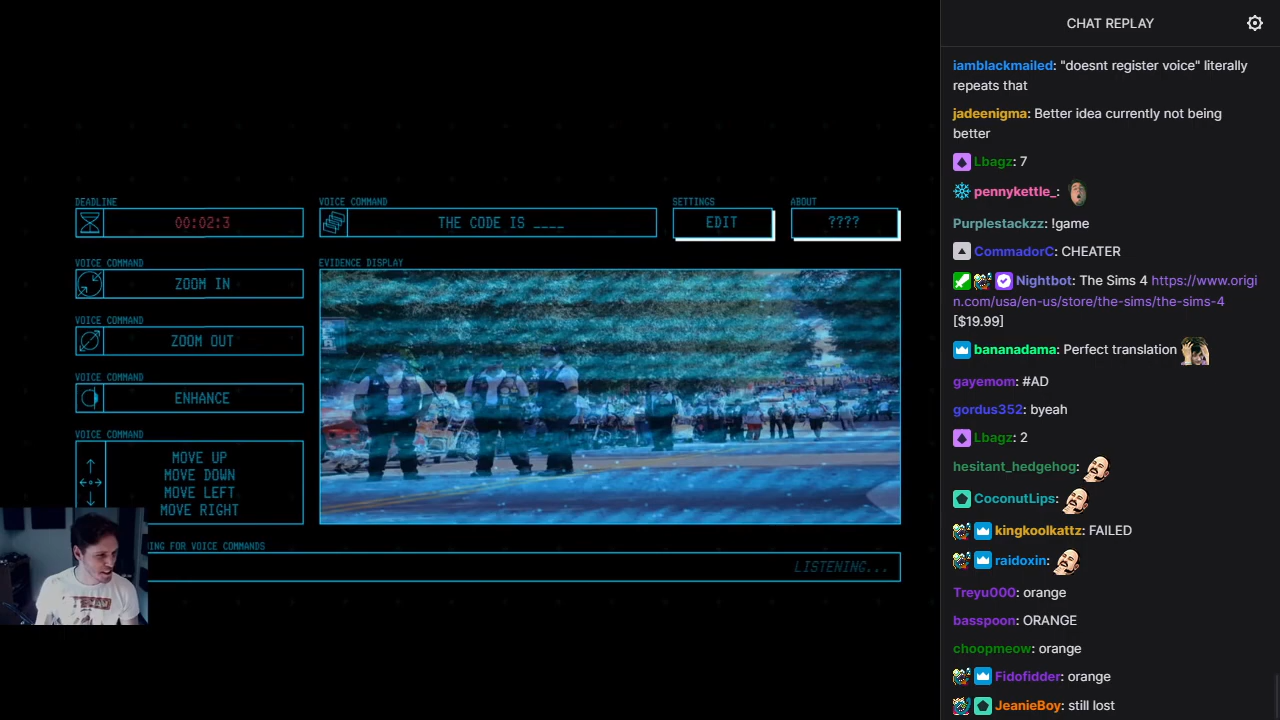 CHAT REPLAY
iamblackmailed: "doesnt register voice" literally
repeats that
jadeenigma: Better idea currently not being
better
Lbagz: 7
pennykettle_:
Purplestackzz: !game
CommadorC: CHEATER
Nightbot: The Sims 4 https://www.origi
n.com/usa/en-us/store/the-sims/the-sims-4
[$19.99]
bananadama: Perfect translation
gayemom: #AD
gordus352: byeah
Lbagz: 2
hesitant_hedgehog:
CoconutLips:
kingkoolkattz: FAILED
raidoxin:
Treyu000: orange
basspoon: ORANGE
choopmeow: orange
Fidofidder: orange
JeanieBoy: still lost
DEADLINE
00:02:3
VOICE COMMAND
THE CODE IS ____
SETTINGS
EDIT
ABOUT
????
VOICE COMMAND
ZOOM IN
VOICE COMMAND
ZOOM OUT
VOICE COMMAND
ENHANCE
VOICE COMMAND
MOVE UP
MOVE DOWN
MOVE LEFT
MOVE RIGHT
EVIDENCE DISPLAY
FOR VOICE COMMANDS
LISTENING...